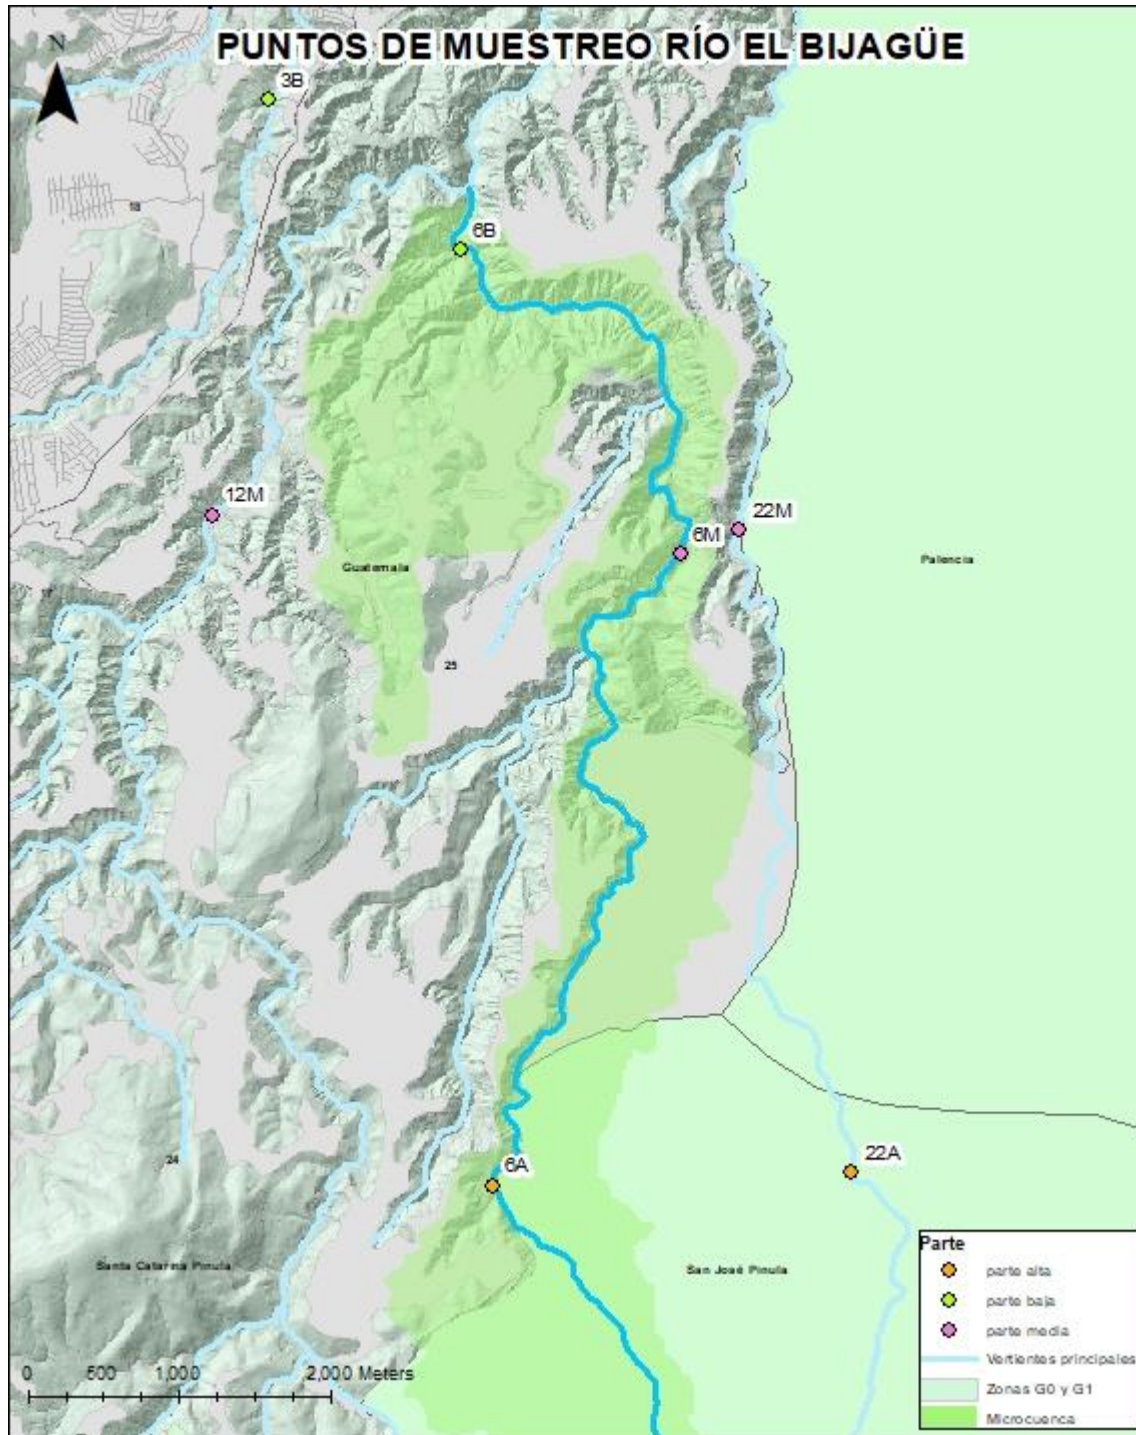 PUNTOS DE MUESTREO RÍO EL BIJAGÜE
N
3B
18
6B
12M
22M
6M
Guatemala
Palencia
17
25
6A
22A
24
Santa Catarina Pinula
San José Pinula
Parte
parte alta
parte baja
parte media
Vertientes principales
Zonas G0 y G1
Microcuenca
0 500 1,000 2,000 Meters